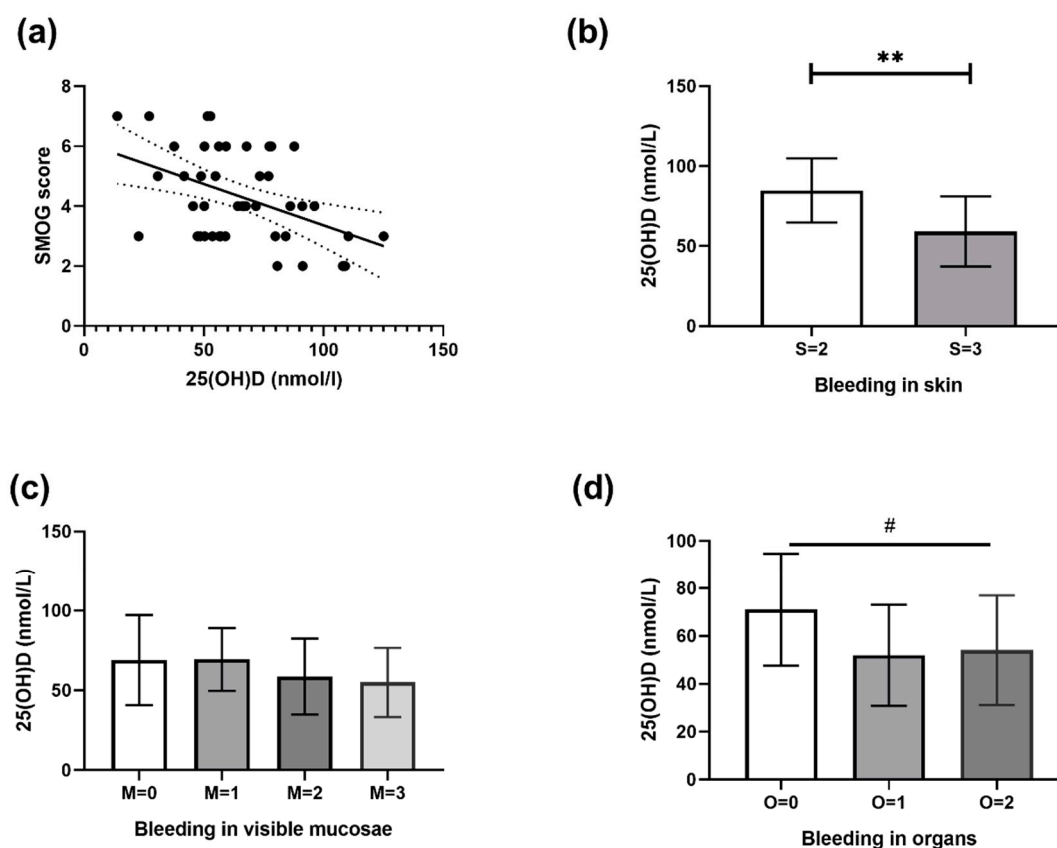 (a)
8
6
4
2
0
SMOG score
0
50
100
150
25(OH)D (nmol/l)
(b)
**
150
100
50
0
25(OH)D (nmol/L)
S=2
S=3
Bleeding in skin
(c)
150
100
50
0
25(OH)D (nmol/L)
M=0
M=1
M=2
M=3
Bleeding in visible mucosae
(d)
#
100
80
60
40
20
0
25(OH)D (nmol/L)
O=0
O=1
O=2
Bleeding in organs